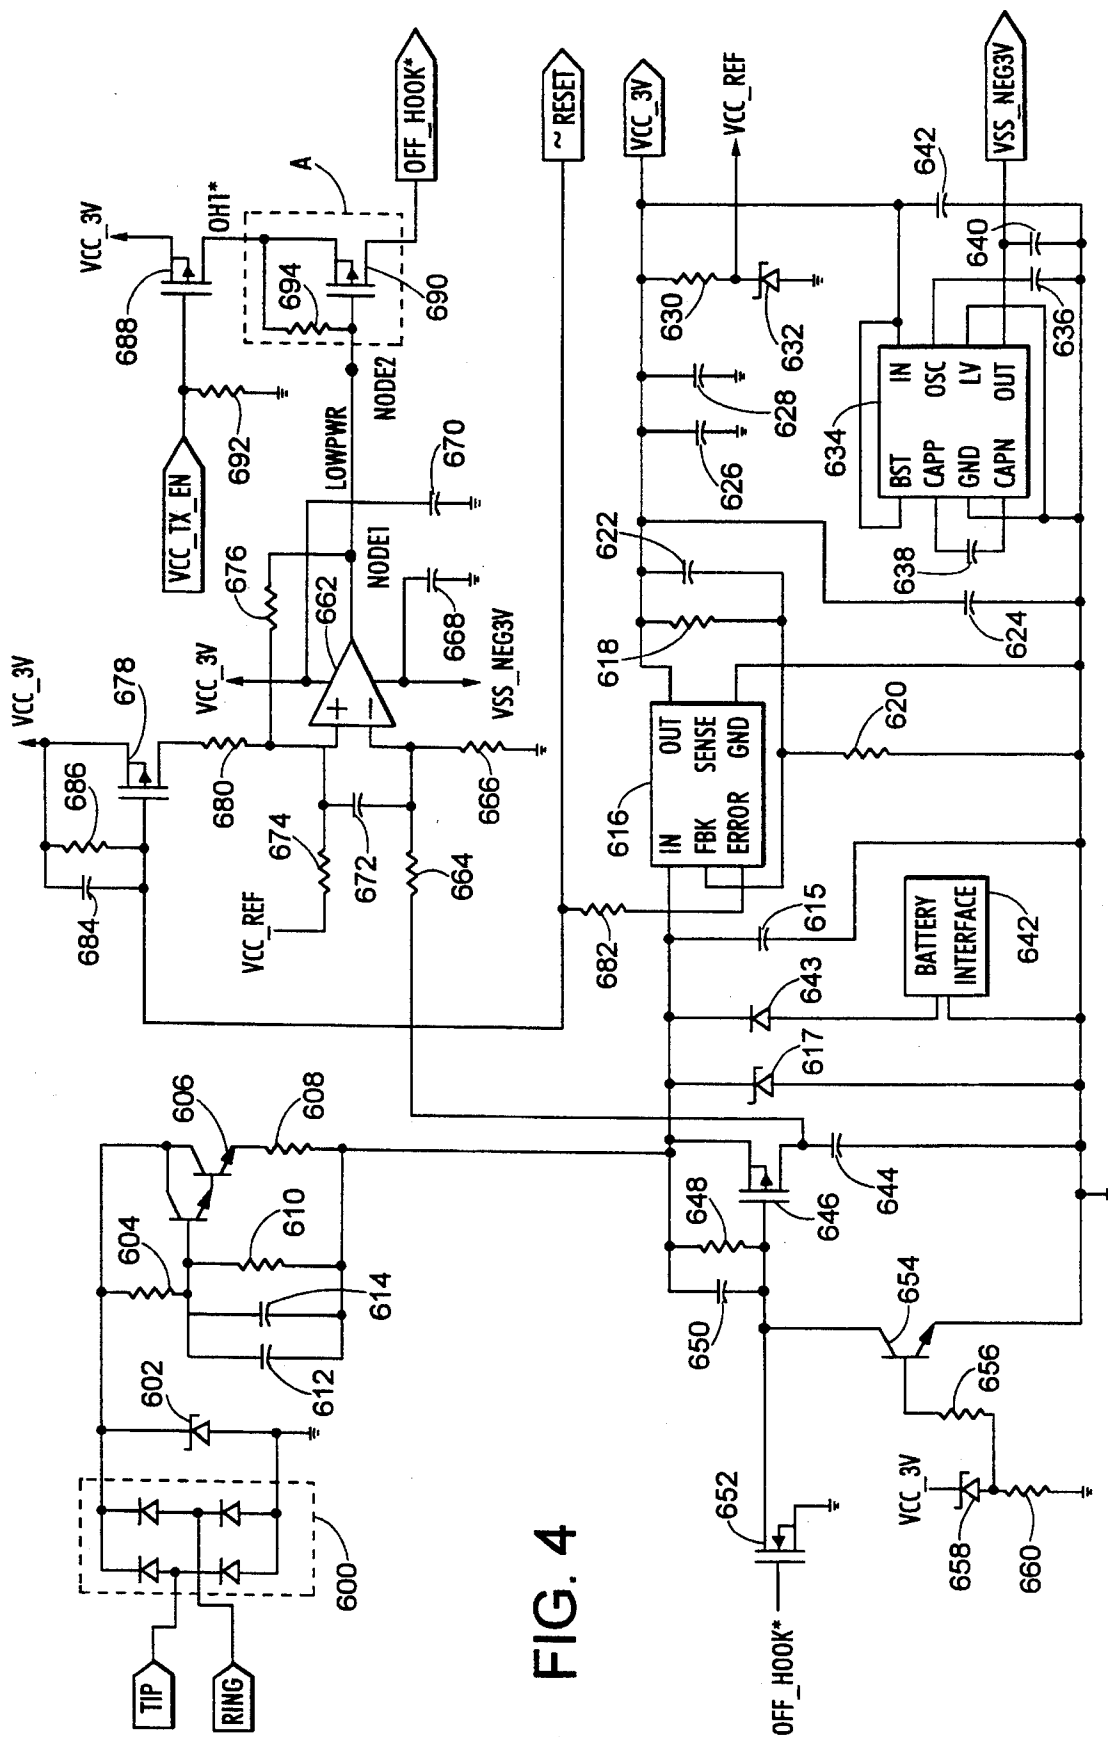 FIG. 4
TIP
RING
600
602
604
606
608
610
614
612
VCC_3V
684
686
678
680
VCC_REF
674
672
664
666
676
662
VCC_3V
VSS_NEG3V
668
670
NODE1
LOWPWR
NODE2
VCC_TX_EN
692
688
VCC_3V
OH1*
A
694
690
OFF_HOOK*
~RESET
VCC_3V
VCC_REF
VSS_NEG3V
OFF_HOOK*
652
VCC_3V
658
660
656
654
650
648
646
644
617
643
BATTERY
INTERFACE
642
615
682
616
IN OUT
FBK SENSE
ERROR GND
618
622
620
624
626
628
630
632
634
BST IN
CAPP OSC
GND LV
CAPN OUT
638
636
640
642